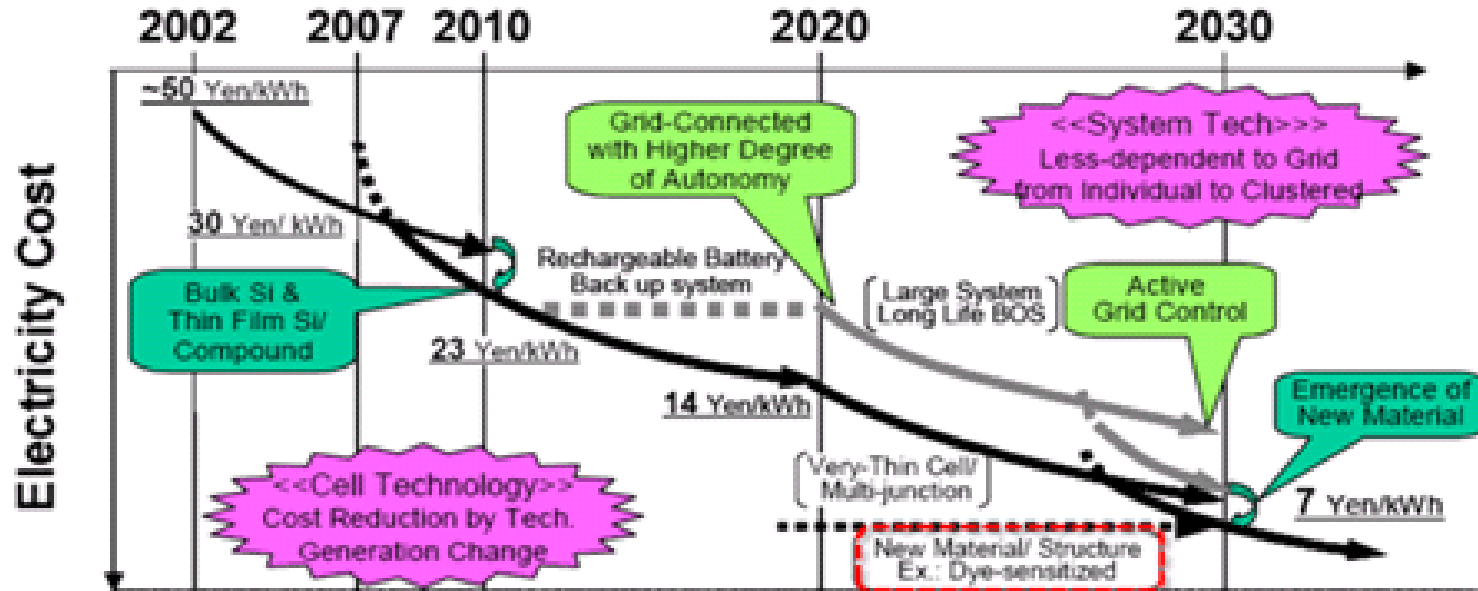 2002 2007 2010 2020 2030
~50 Yen/kWh
Grid-Connected
with Higher Degree
of Autonomy
<<System Tech>>>
Less-dependent to Grid
from Individual to Clustered
30 Yen/ kWh
Electricity Cost
Bulk Si &
Thin Film Si/
Compound
Rechargeable Battery
Back up system
Large System
Long Life BOS
Active
Grid Control
23 Yen/kWh
14 Yen/kWh
Emergence of
New Material
<<Cell Technology>>
Cost Reduction by Tech.
Generation Change
Very-Thin Cell/
Multi-junction
7 Yen/kWh
New Material/ Structure
Ex.: Dye-sensitized